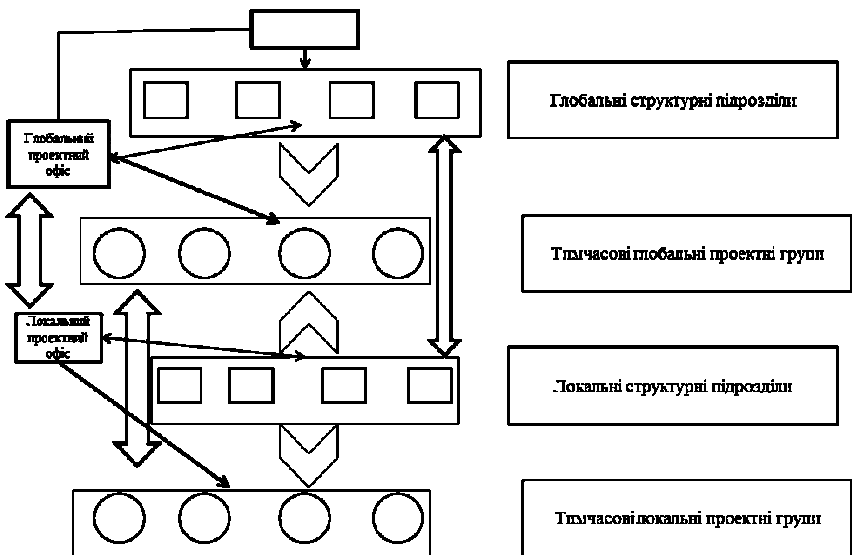 Глобальні структурні підрозділи
Глобальний
проектний
офіс
Тимчасові глобальні проектні групи
Локальний
проектний
офіс
Локальні структурні підрозділи
Тимчасові локальні проектні групи